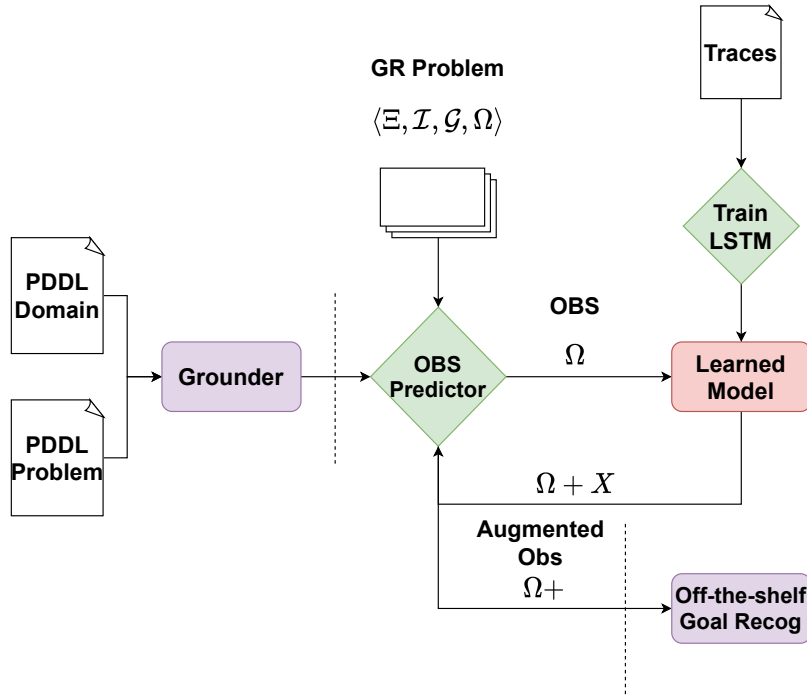 Traces
GR Problem
⟨Ξ, 𝓘, 𝓖, Ω⟩
Train
LSTM
PDDL
Domain
OBS
Grounder
OBS
Predictor
Ω
Learned
Model
PDDL
Problem
Ω + X
Augmented
Obs
Ω+
Off-the-shelf
Goal Recog